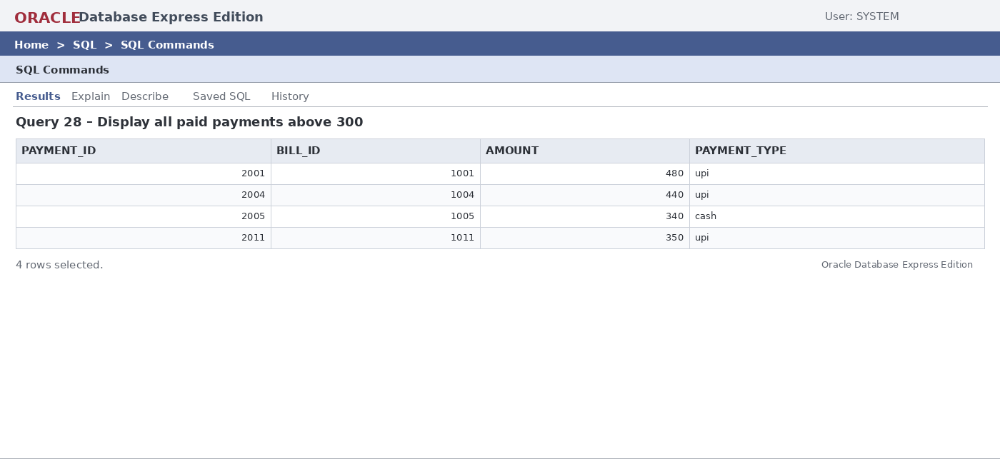 ORACLE Database Express Edition User: SYSTEM
Home > SQL > SQL Commands
SQL Commands
Results Explain Describe Saved SQL History
Query 28 – Display all paid payments above 300
PAYMENT_ID BILL_ID AMOUNT PAYMENT_TYPE
2001 1001 480 upi
2004 1004 440 upi
2005 1005 340 cash
2011 1011 350 upi
4 rows selected. Oracle Database Express Edition